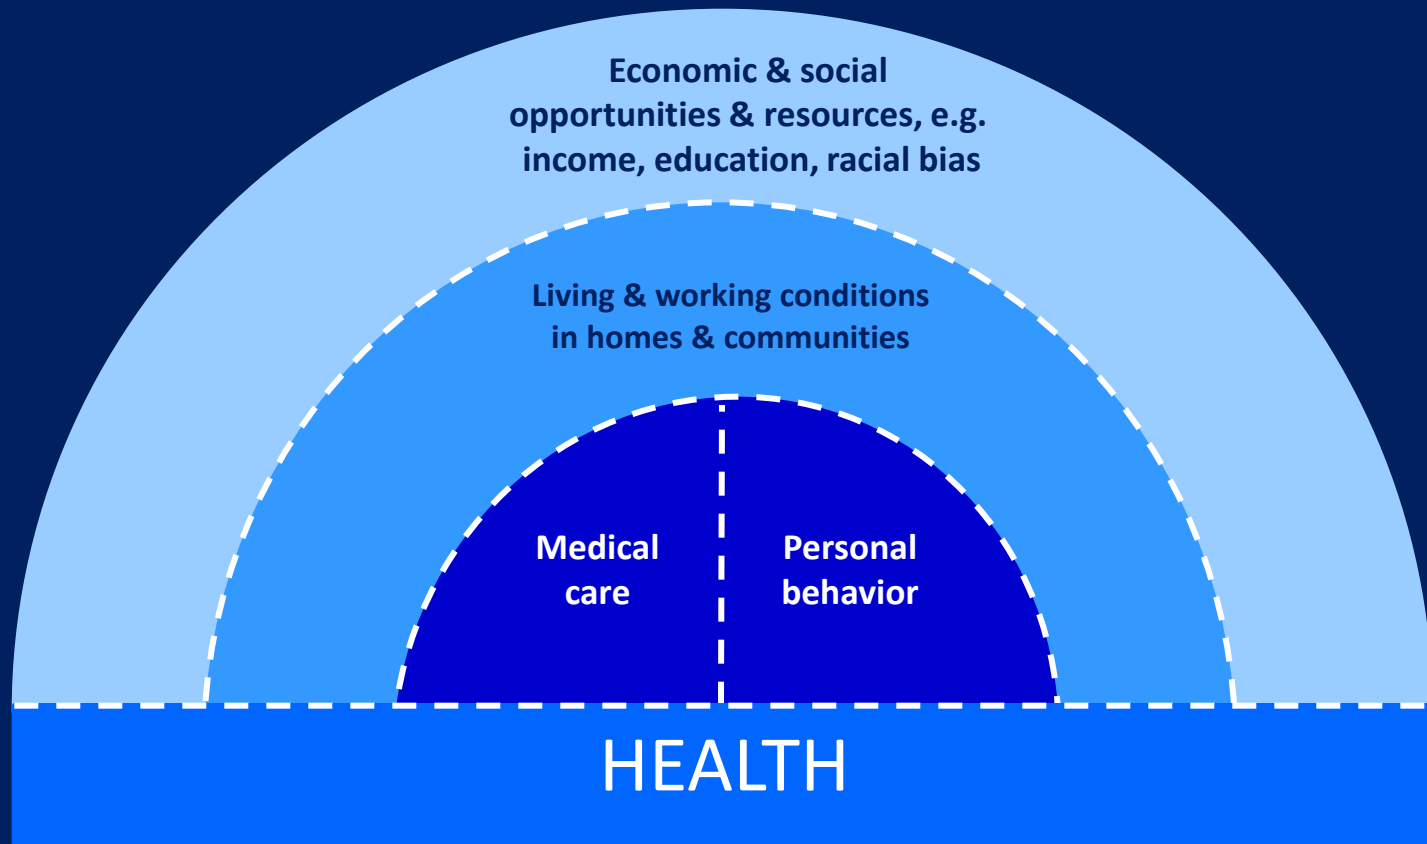 Economic & social
opportunities & resources, e.g.
income, education, racial bias
Living & working conditions
in homes & communities
Medical
care
Personal
behavior
HEALTH